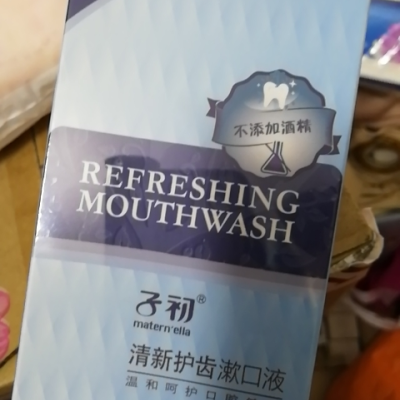 不添加酒精
REFRESHING
MOUTHWASH
子初®
matern'ella
清新护齿漱口液
温和呵护口腔